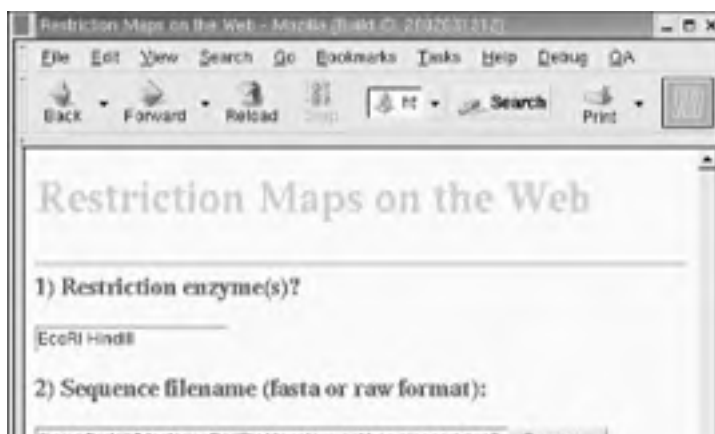 Restriction Maps on the Web - Mozilla {Build ID:
File Edit View Search Go Bookmarks Tasks Help Debug QA
Back Forward Reload Stop Search Print
Restriction Maps on the Web
1) Restriction enzyme(s)?
EcoRI HindIII
2) Sequence filename (fasta or raw format):